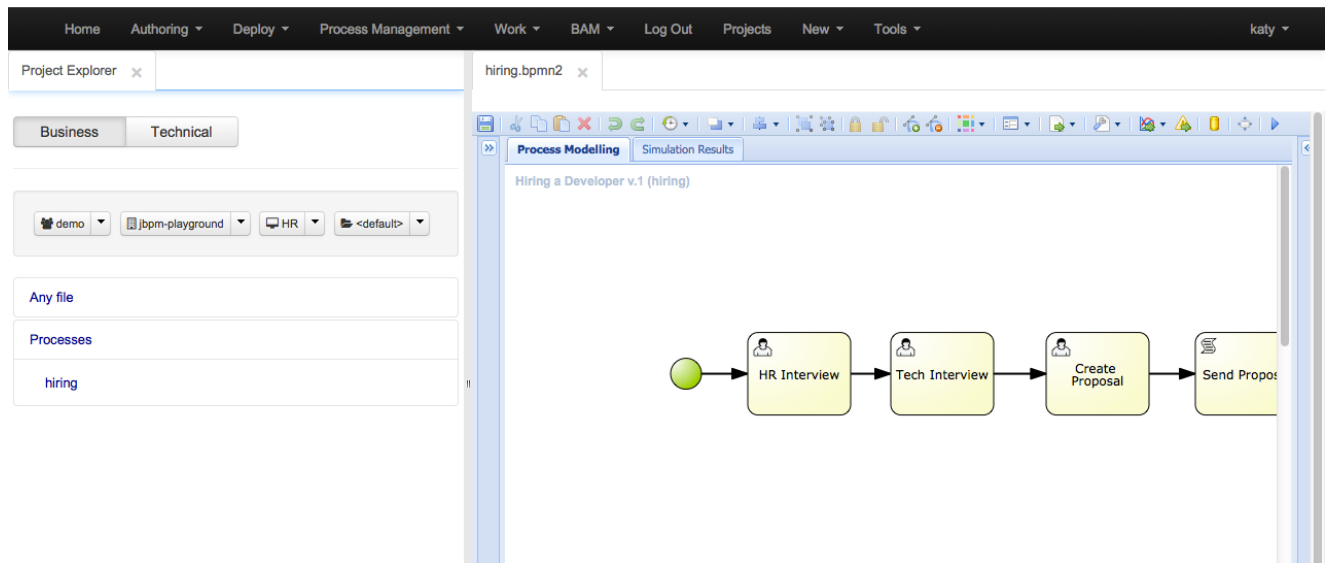 Home Authoring Deploy Process Management Work BAM Log Out Projects New Tools katy
Project Explorer
hiring.bpmn2
Business Technical
Process Modelling Simulation Results
Hiring a Developer v.1 (hiring)
demo jbpm-playground HR <default>
Any file
Processes
hiring
HR Interview
Tech Interview
Create
Proposal
Send Propos